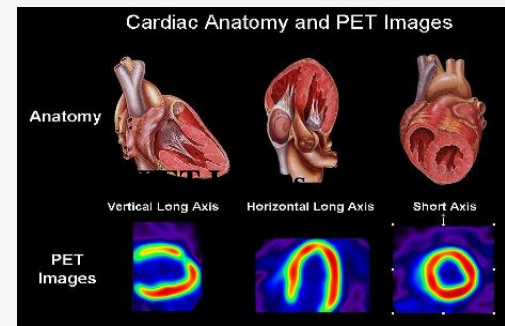 Cardiac Anatomy and PET Images
Anatomy
Vertical Long Axis
Horizontal Long Axis
Short Axis
PET
Images